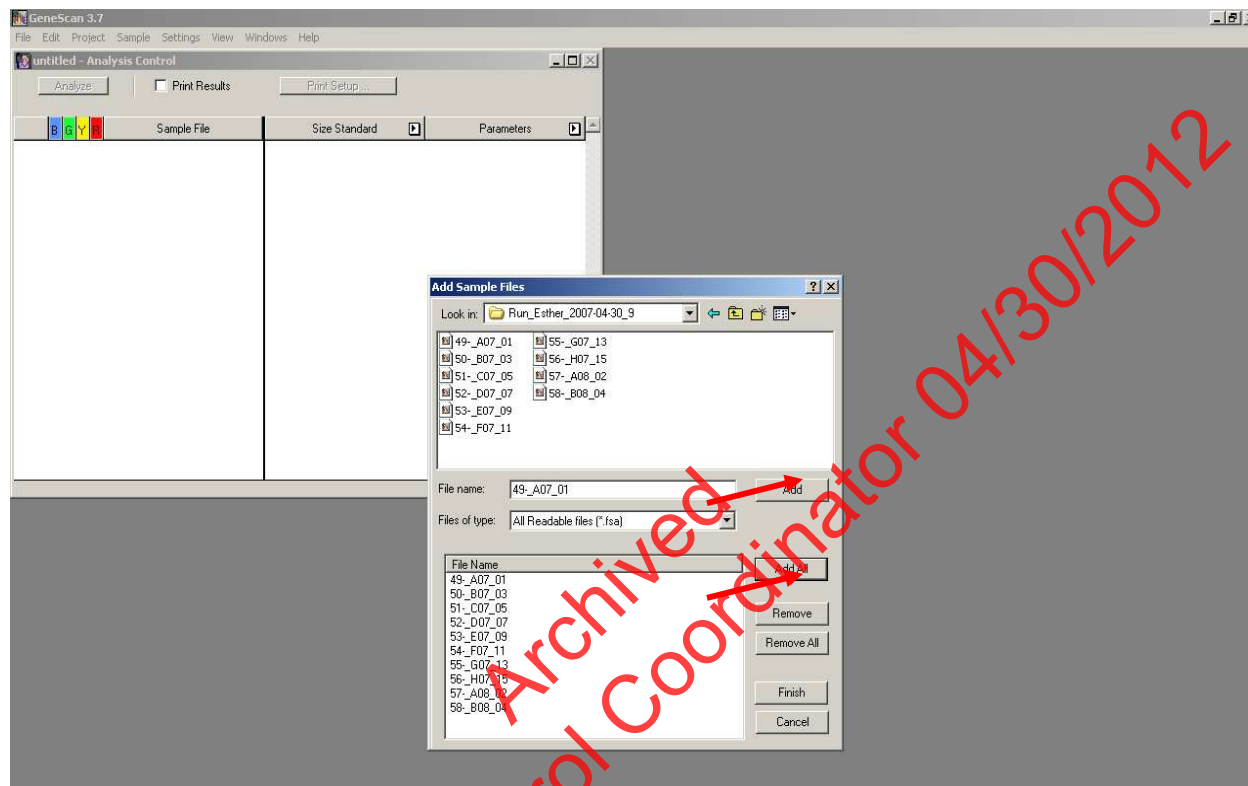 GeneScan 3.7
File Edit Project Sample Settings View Windows Help
untitled - Analysis Control
Analyze Print Results Print Setup ...
B G Y R Sample File Size Standard Parameters
Add Sample Files
Look in: Run_Esther_2007-04-30_9
49-_A07_01 55-_G07_13
50-_B07_03 56-_H07_15
51-_C07_05 57-_A08_02
52-_D07_07 58-_B08_04
53-_E07_09
54-_F07_11
File name: 49-_A07_01 Add
Files of type: All Readable files (*.fsa)
File Name Add All
49-_A07_01
50-_B07_03
51-_C07_05
52-_D07_07
53-_E07_09
54-_F07_11
55-_G07_13
56-_H07_15
57-_A08_02
58-_B08_04
Remove
Remove All
Finish
Cancel
Archived
rol Coordinator 04/30/2012